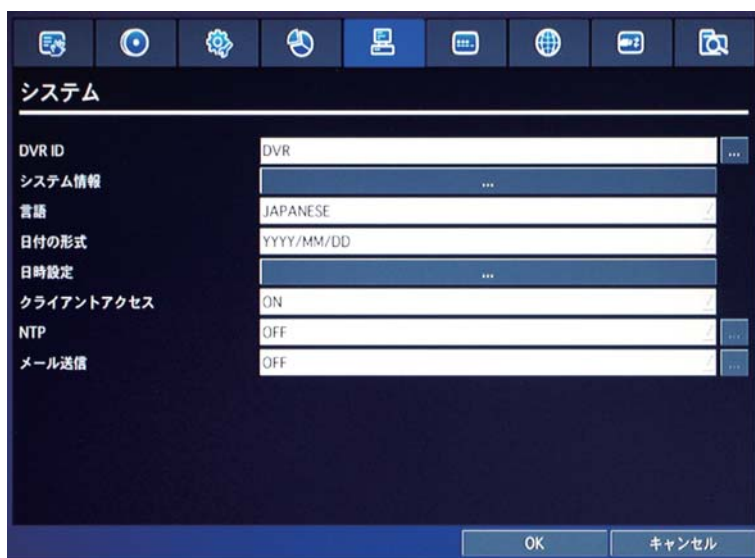 システム
DVR ID DVR ...
システム情報 ...
言語 JAPANESE
日付の形式 YYYY/MM/DD
日時設定 ...
クライアントアクセス ON
NTP OFF ...
メール送信 OFF ...
OK キャンセル